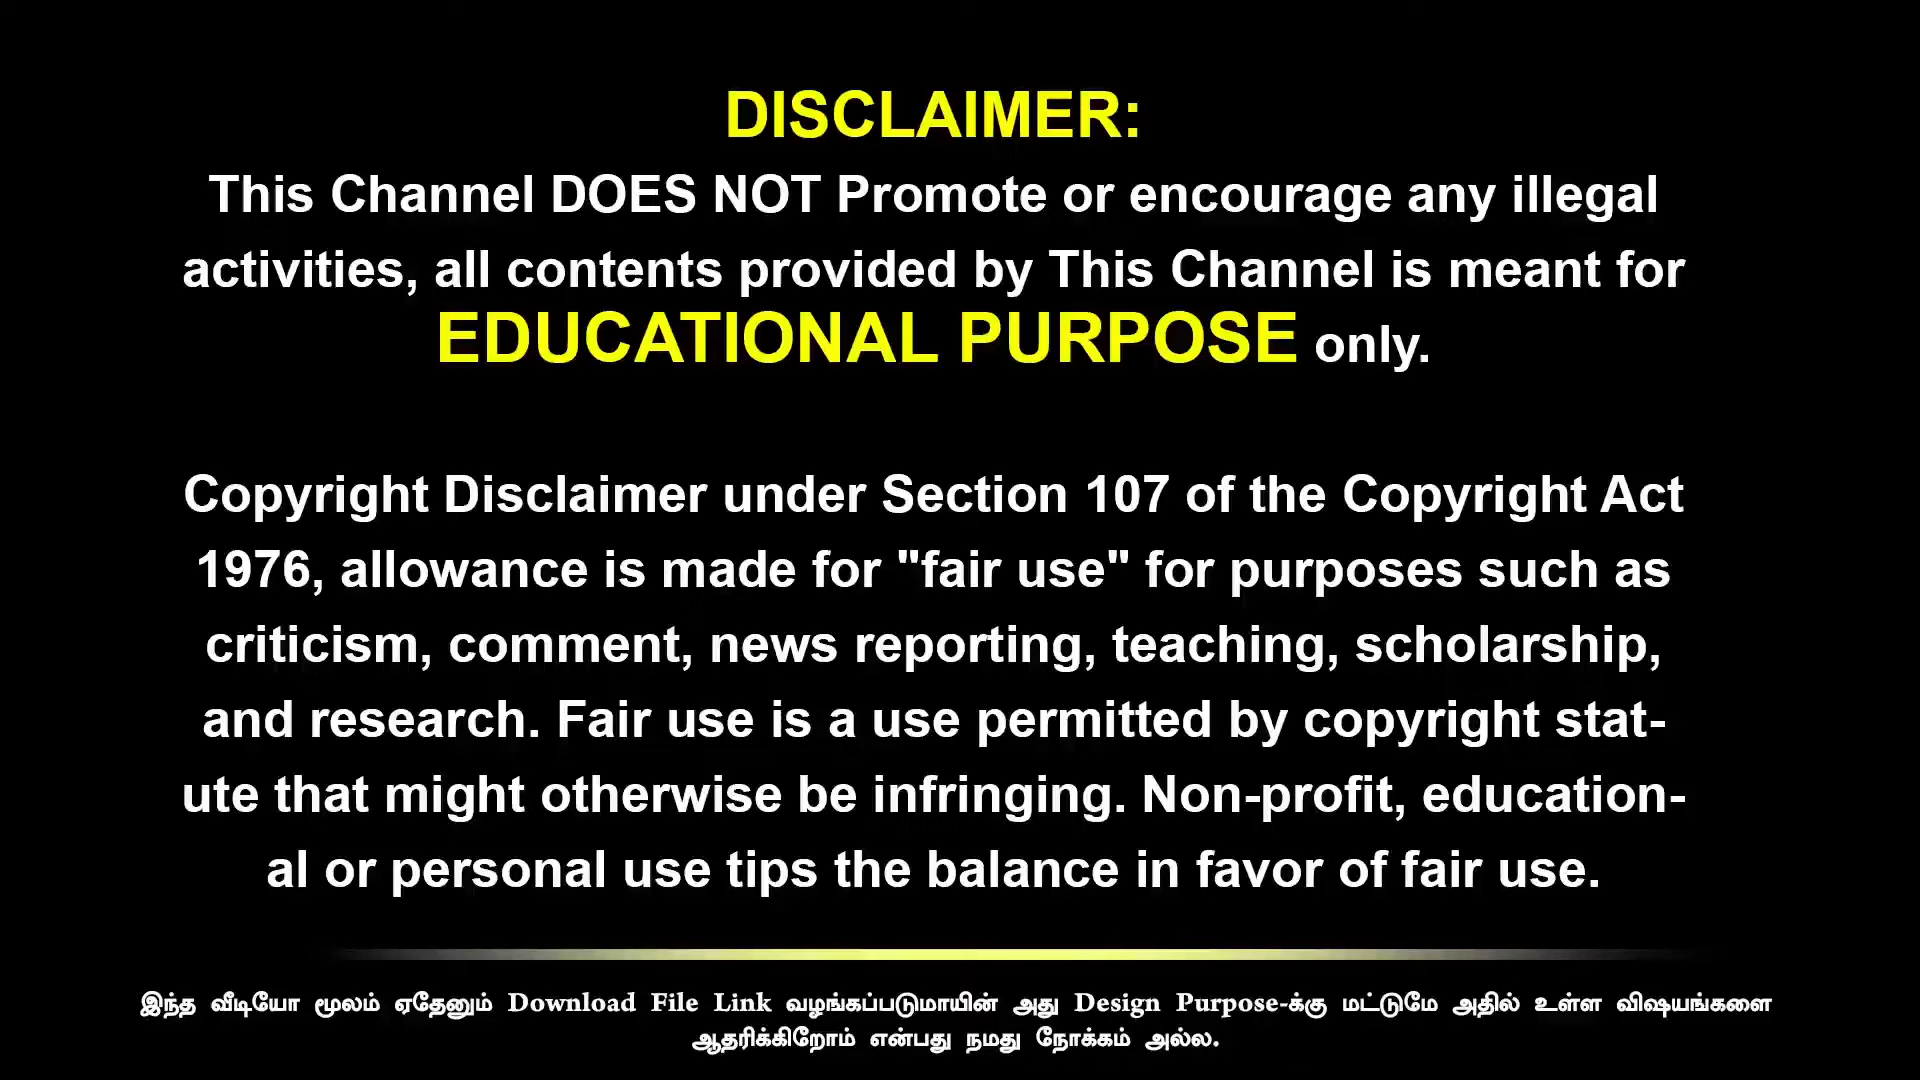 DISCLAIMER:
This Channel DOES NOT Promote or encourage any illegal
activities, all contents provided by This Channel is meant for
EDUCATIONAL PURPOSE only.
Copyright Disclaimer under Section 107 of the Copyright Act
1976, allowance is made for "fair use" for purposes such as
criticism, comment, news reporting, teaching, scholarship,
and research. Fair use is a use permitted by copyright stat-
ute that might otherwise be infringing. Non-profit, education-
al or personal use tips the balance in favor of fair use.
இந்த வீடியோ மூலம் ஏதேனும் Download File Link வழங்கப்படுமாயின் அது Design Purpose-க்கு மட்டுமே அதில் உள்ள விஷயங்களை
ஆதரிக்கிறோம் என்பது நமது நோக்கம் அல்ல.